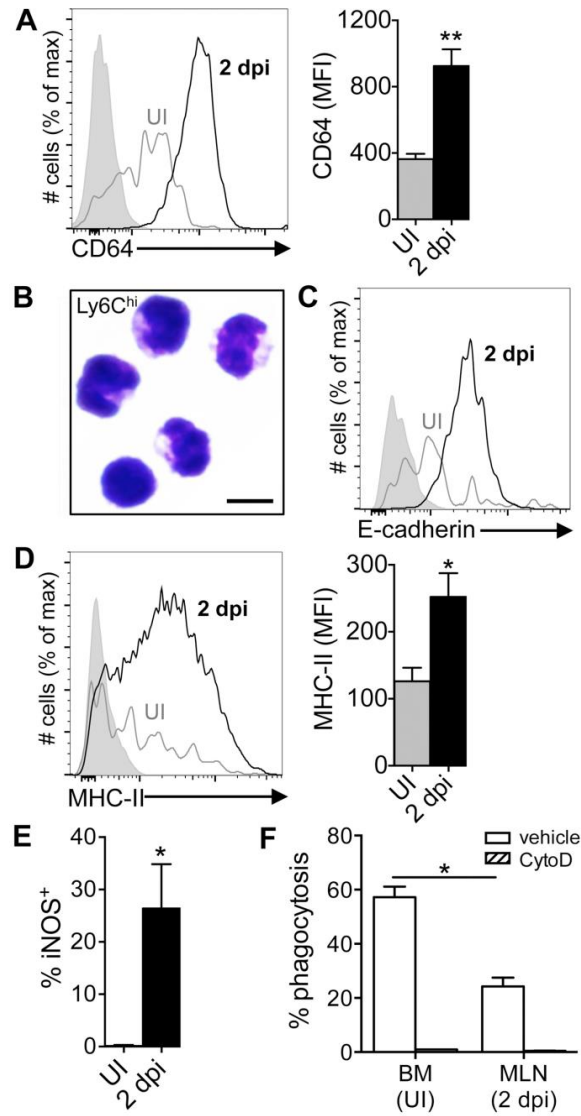 A
# cells (% of max)
2 dpi
UI
CD64
CD64 (MFI)
1200
800
400
0
**
UI
2 dpi
B
Ly6Chi
C
# cells (% of max)
2 dpi
UI
E-cadherin
D
# cells (% of max)
2 dpi
UI
MHC-II
MHC-II (MFI)
300
200
100
0
*
UI
2 dpi
E
% iNOS+
40
30
20
10
0
*
UI
2 dpi
F
% phagocytosis
80
60
40
20
0
vehicle
CytoD
*
BM
(UI)
MLN
(2 dpi)